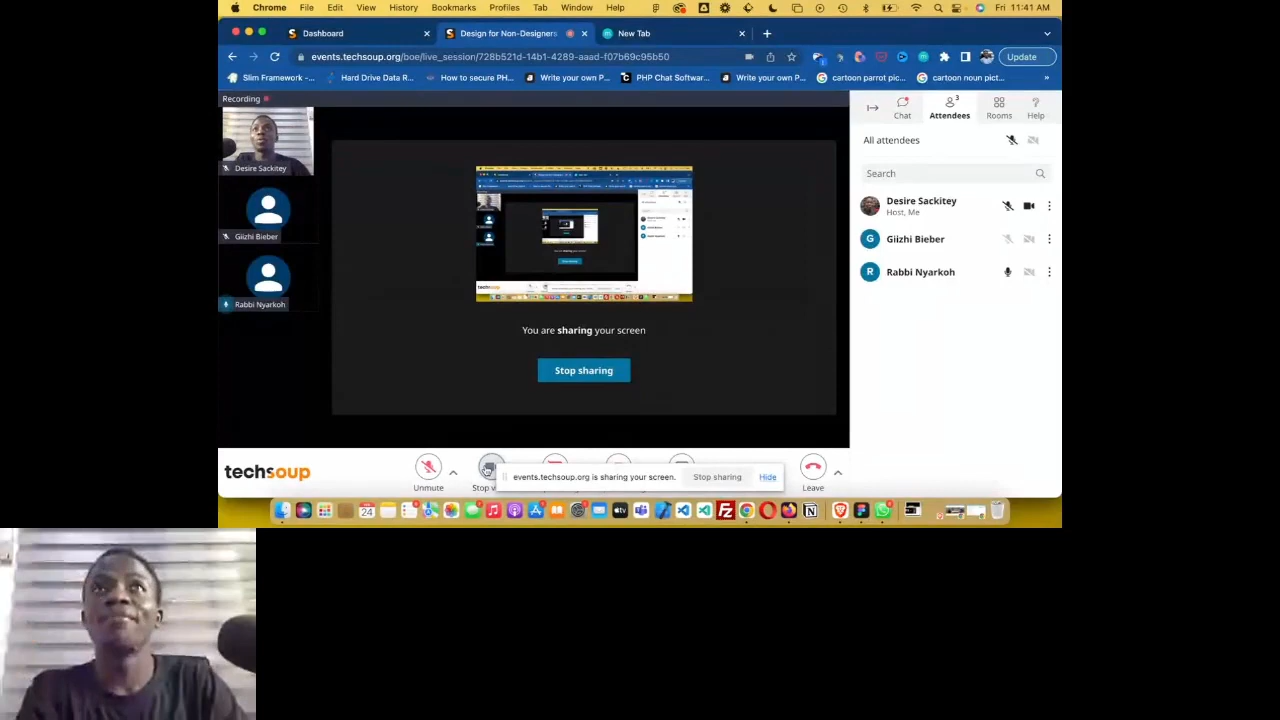 Chrome File Edit View History Bookmarks Profiles Tab Window Help Fri 11:41 AM
Dashboard Design for Non-Designers New Tab
events.techsoup.org/boe/live_session/728b521d-14b1-4289-aaad-f07b69c95b50 Update
Slim Framework -... Hard Drive Data R... How to secure PH... Write your own P... PHP Chat Softwar... Write your own P... cartoon parrot pic... cartoon noun pict...
Recording
Desire Sackitey
Giizhi Bieber
Rabbi Nyarkoh
You are sharing your screen
Stop sharing
3
Chat Attendees Rooms Help
All attendees
Search
Desire Sackitey
Host, Me
G Giizhi Bieber
R Rabbi Nyarkoh
techsoup
Unmute
Stop v
events.techsoup.org is sharing your screen. Stop sharing Hide
Leave
24